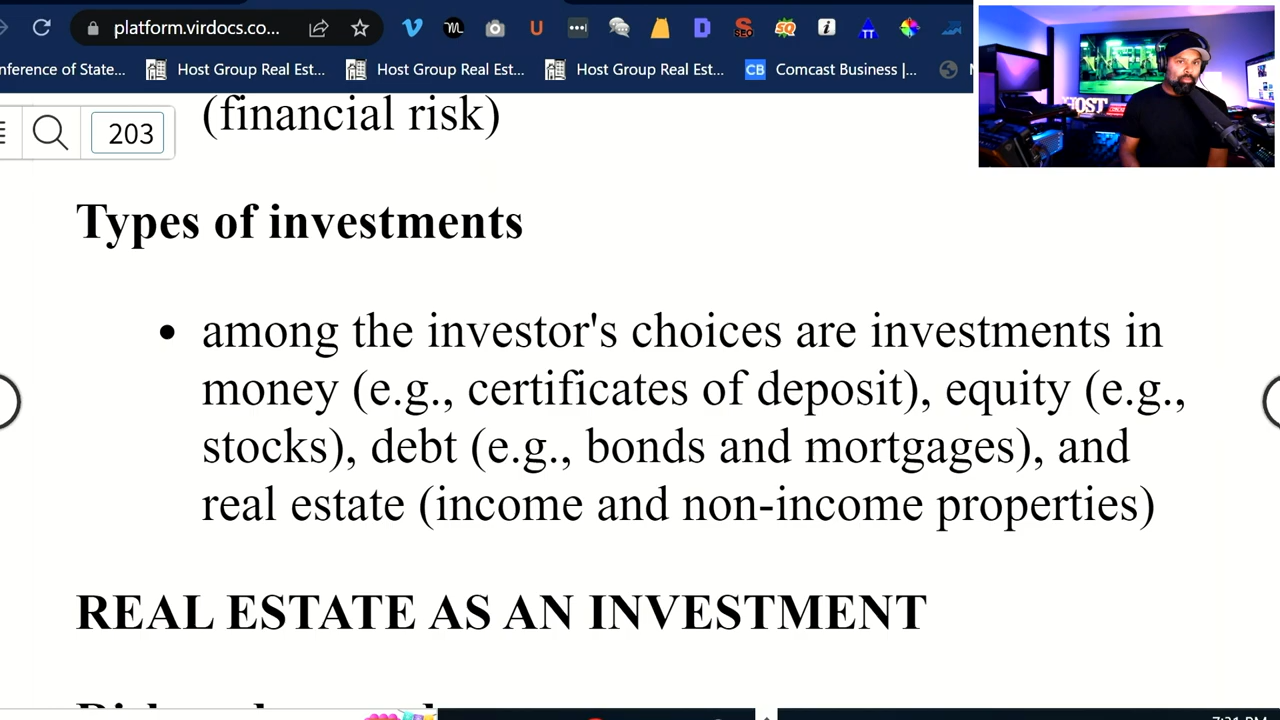 platform.virdocs.co...
nference of State... Host Group Real Est... Host Group Real Est... Host Group Real Est... CB Comcast Business |...
203
(financial risk)
Types of investments
• among the investor's choices are investments in
money (e.g., certificates of deposit), equity (e.g.,
stocks), debt (e.g., bonds and mortgages), and
real estate (income and non-income properties)
REAL ESTATE AS AN INVESTMENT